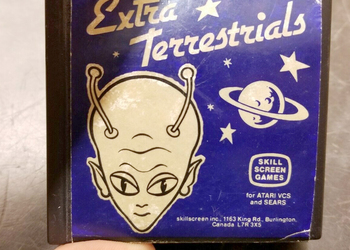 Extra
Terrestrials
SKILL
SCREEN
GAMES
for ATARI VCS
and SEARS
skillscreen inc., 1163 King Rd., Burlington,
Canada L7R 3X5